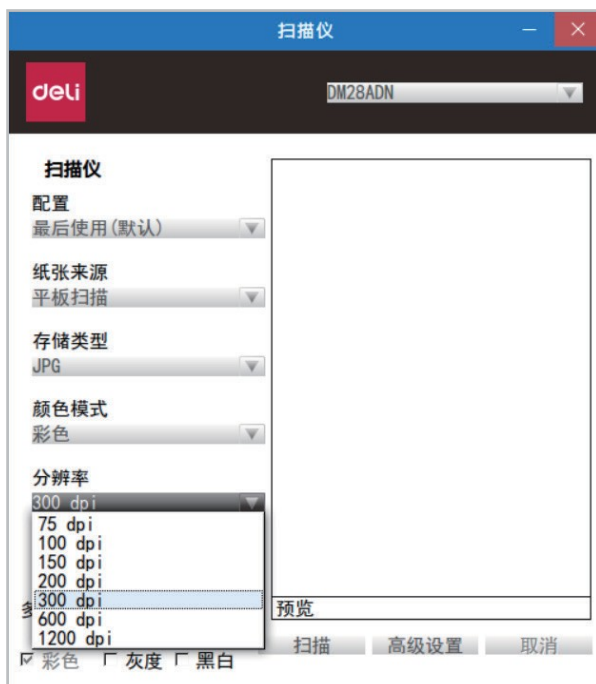 扫描仪
deli
DM28ADN
扫描仪
配置
最后使用(默认)
纸张来源
平板扫描
存储类型
JPG
颜色模式
彩色
分辨率
300 dpi
75 dpi
100 dpi
150 dpi
200 dpi
300 dpi
600 dpi
1200 dpi
彩色 灰度 黑白
预览
扫描 高级设置 取消